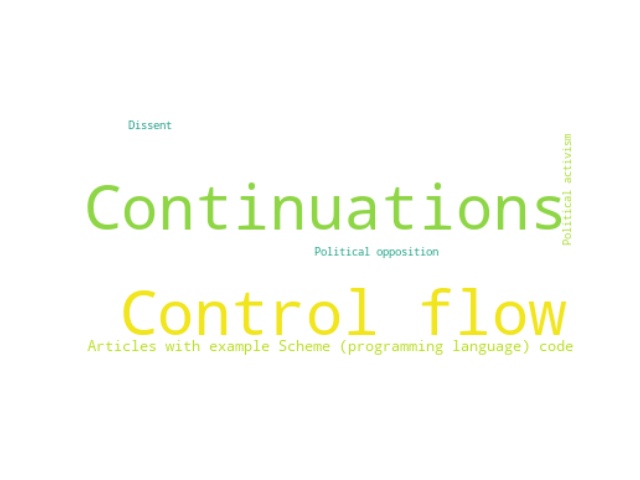 Dissent
Political activism
Continuations
Political opposition
Control flow
Articles with example Scheme (programming language) code